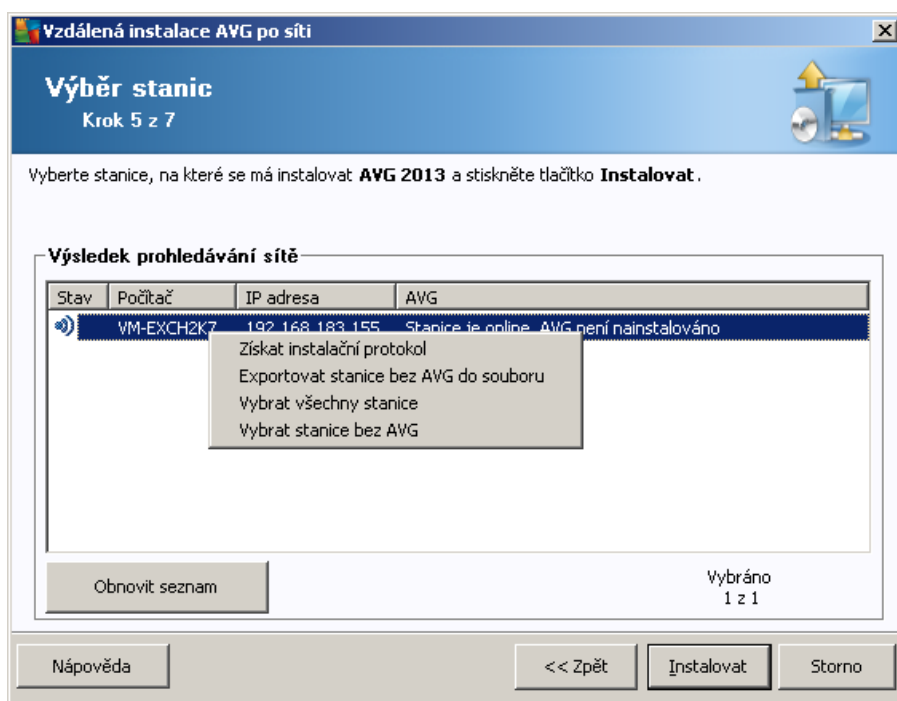 Vzdálená instalace AVG po síti
Výběr stanic
Krok 5 z 7
Vyberte stanice, na které se má instalovat AVG 2013 a stiskněte tlačítko Instalovat.
Výsledek prohledávání sítě
Stav Počítač IP adresa AVG
VM-EXCH2K7 192.168.183.155 Stanice je online, AVG není nainstalováno
Získat instalační protokol
Exportovat stanice bez AVG do souboru
Vybrat všechny stanice
Vybrat stanice bez AVG
Obnovit seznam
Vybráno
1 z 1
Nápověda << Zpět Instalovat Storno